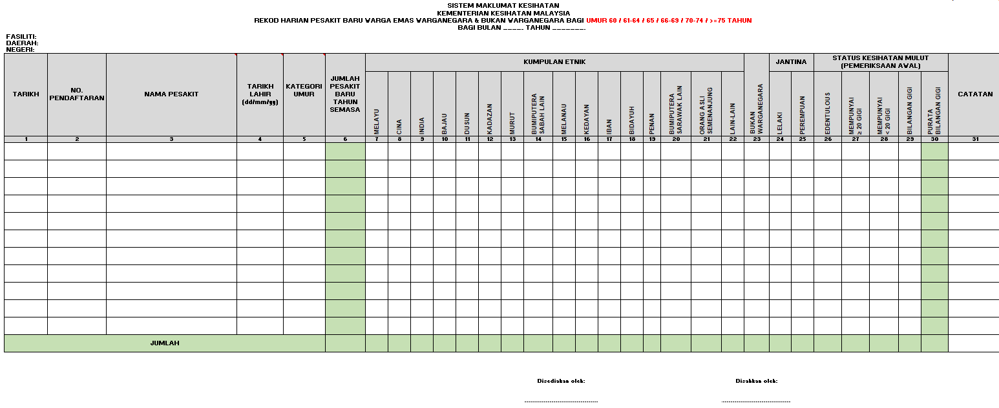 SISTEM MAKLUMAT KESIHATAN
KEMENTERIAN KESIHATAN MALAYSIA
REKOD HARIAN PESAKIT BARU WARGA EMAS WARGANEGARA & BUKAN WARGANEGARA BAGI UMUR 60 / 61-64 / 65 / 66-69 / 70-74 / >=75 TAHUN
BAGI BULAN ____. TAHUN _______.
FASILITI:
DAERAH:
NEGERI:
TARIKH
NO.
PENDAFTARAN
NAMA PESAKIT
TARIKH
LAHIR
(dd/mm/yy)
KATEGORI
UMUR
JUMLAH
PESAKIT
BARU
TAHUN
SEMASA
KUMPULAN ETNIK
MELAYU
CINA
INDIA
BAJAU
DUSUN
KADAZAN
MURUT
BUMIPUTERA
SABAH LAIN
MELANAU
KEDAYAN
IBAN
BIDAYUH
PENAN
BUMIPUTERA
SARAWAK LAIN
ORANG ASLI
SEMENANJUNG
LAIN-LAIN
BUKAN
WARGANEGARA
JANTINA
LELAKI
PEREMPUAN
STATUS KESIHATAN MULUT
(PEMERIKSAAN AWAL)
EDENTULOUS
MEMPUNYAI
≥ 20 GIGI
MEMPUNYAI
< 20 GIGI
BILANGAN GIGI
PURATA
BILANGAN GIGI
CATATAN
1 2 3 4 5 6 7 8 9 10 11 12 13 14 15 16 17 18 19 20 21 22 23 24 25 26 27 28 29 30 31
JUMLAH
Disediakan oleh: Disahkan oleh: